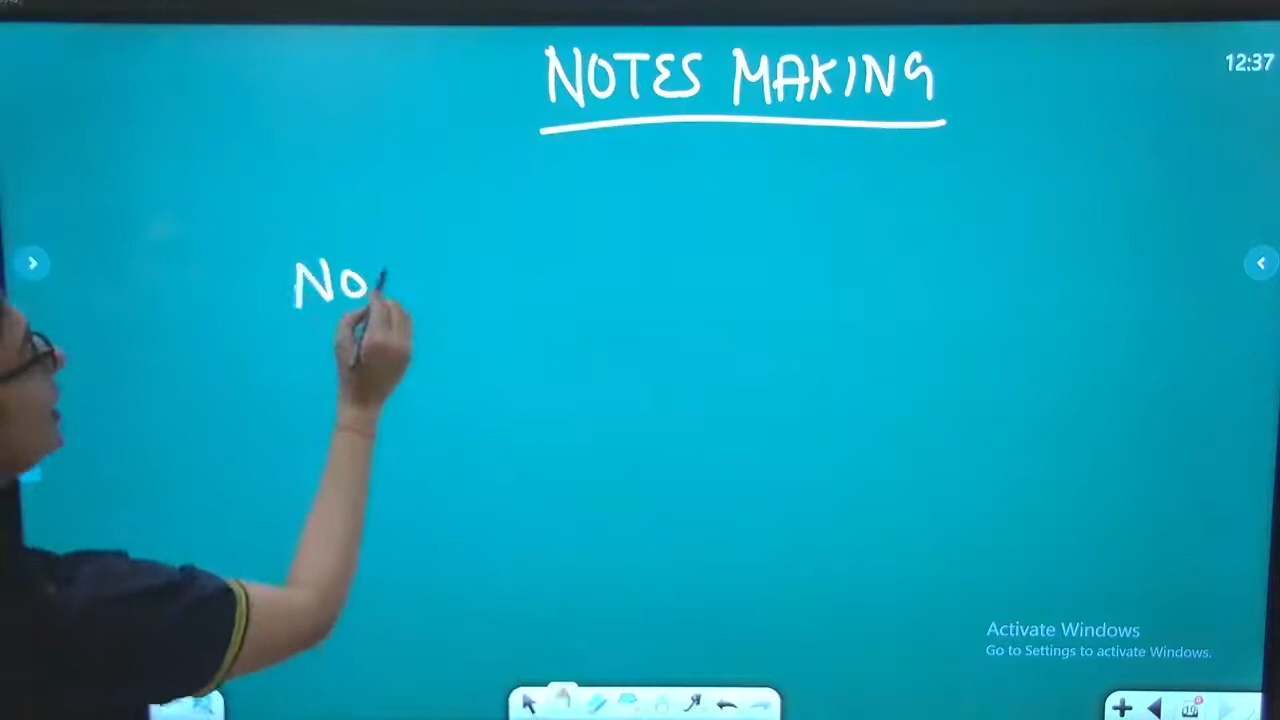 NOTES MAKING
12:37
No
Activate Windows
Go to Settings to activate Windows.